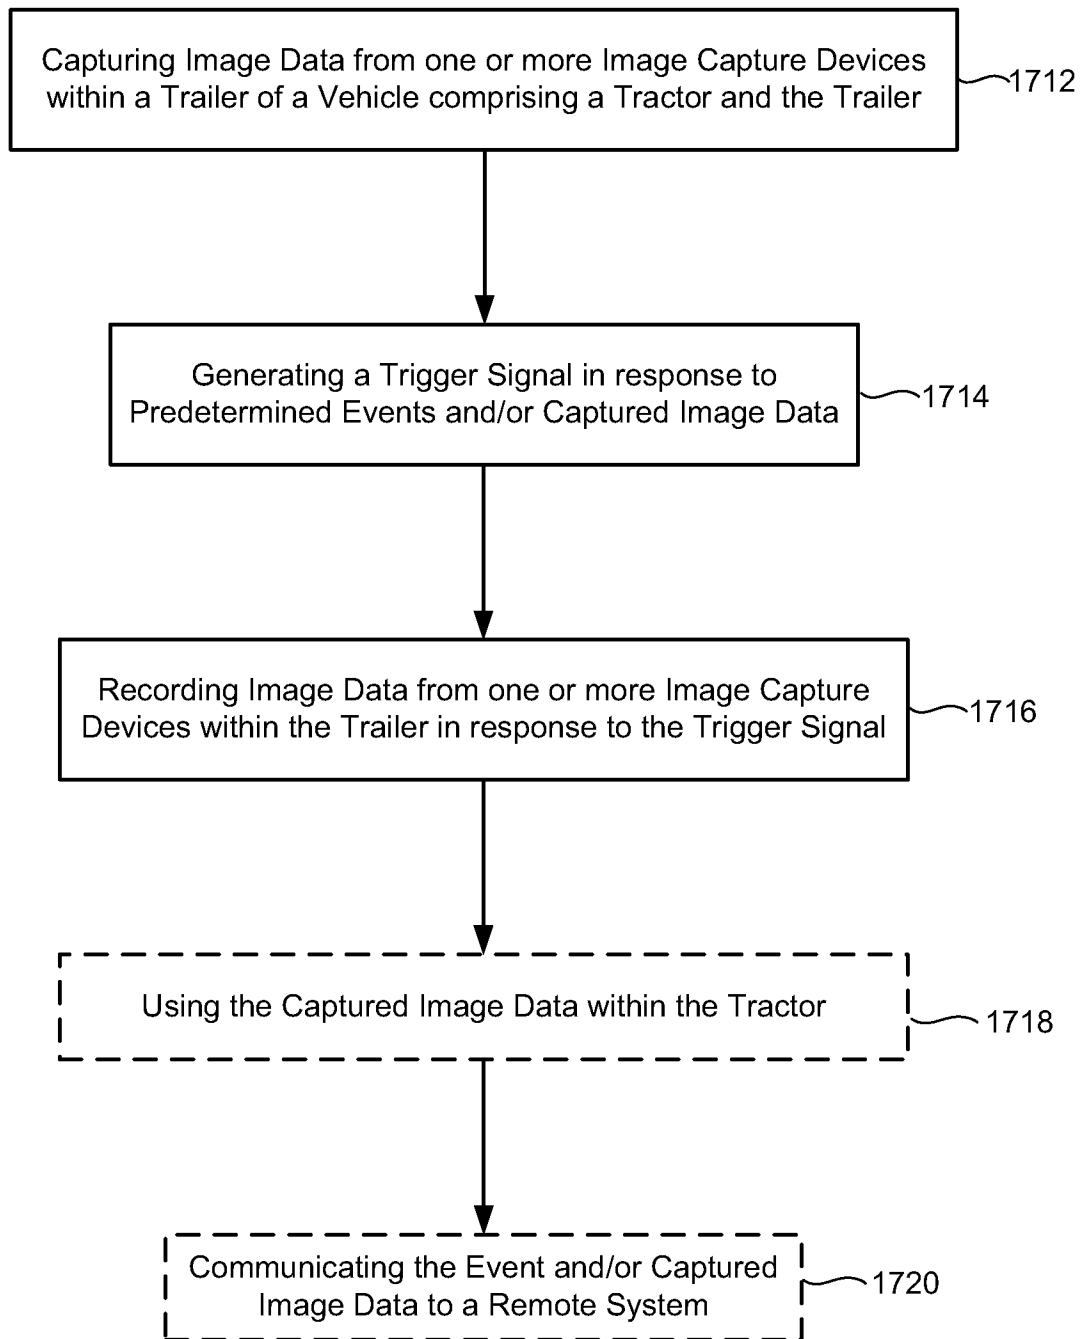 Capturing Image Data from one or more Image Capture Devices
within a Trailer of a Vehicle comprising a Tractor and the Trailer
1712
Generating a Trigger Signal in response to
Predetermined Events and/or Captured Image Data
1714
Recording Image Data from one or more Image Capture
Devices within the Trailer in response to the Trigger Signal
1716
Using the Captured Image Data within the Tractor
1718
Communicating the Event and/or Captured
Image Data to a Remote System
1720